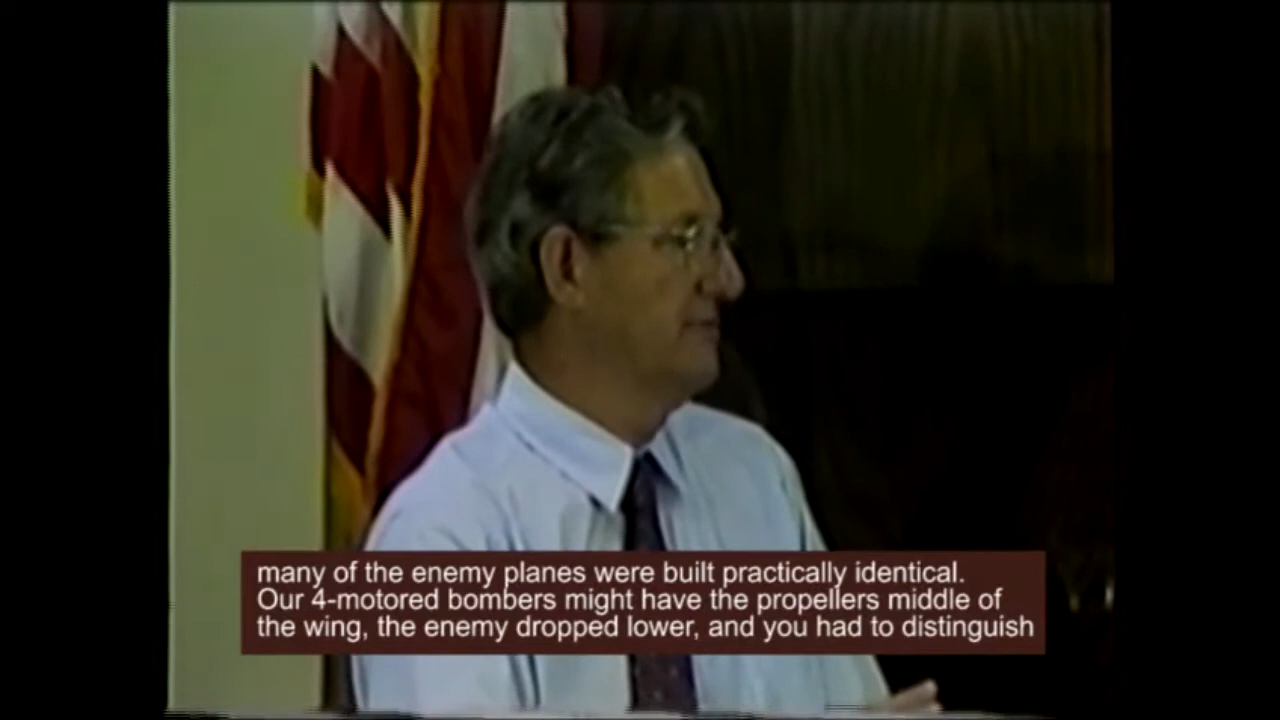 many of the enemy planes were built practically identical.
Our 4-motored bombers might have the propellers middle of
the wing, the enemy dropped lower, and you had to distinguish